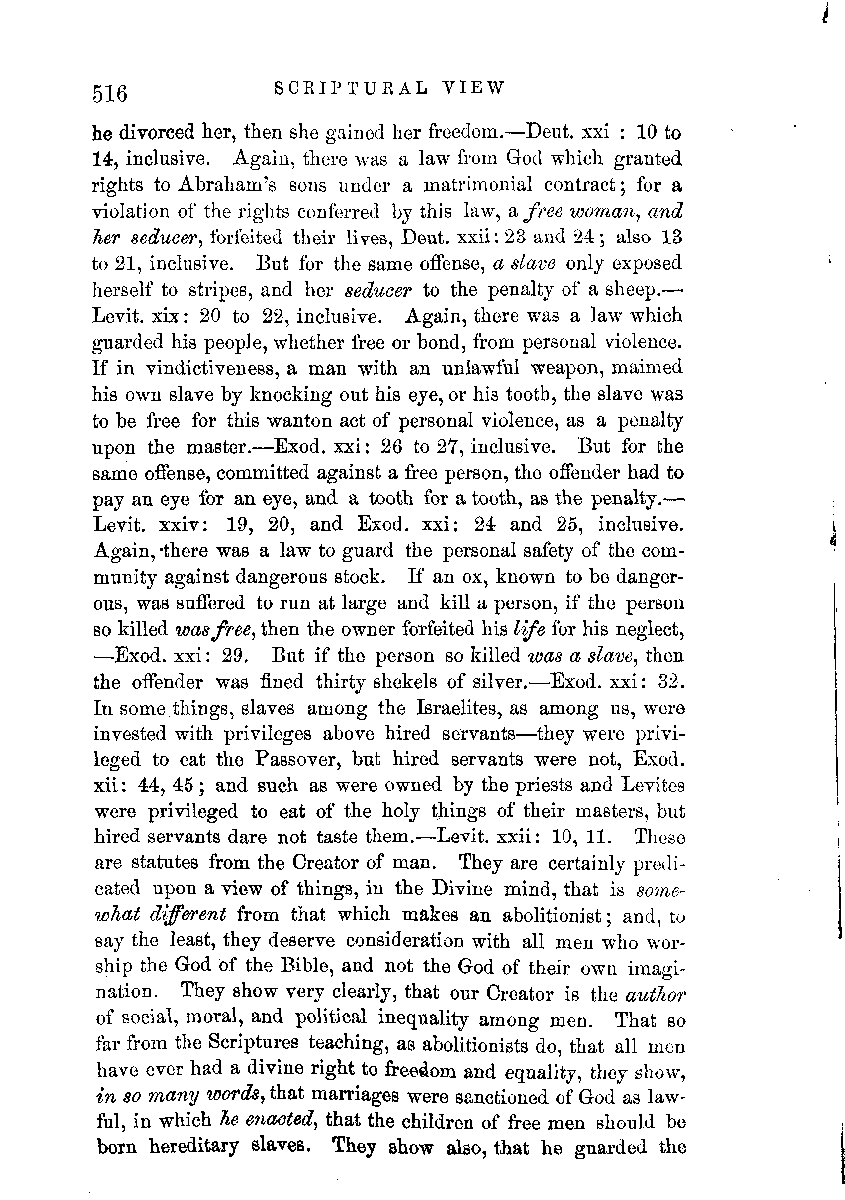 516 SCRIPTURAL VIEW
he divorced her, then she gained her freedom.—Deut. xxi : 10 to
14, inclusive. Again, there was a law from God which granted
rights to Abraham's sons under a matrimonial contract; for a
violation of the rights conferred by this law, a free woman, and
her seducer, forfeited their lives, Deut. xxii: 23 and 24; also 13
to 21, inclusive. But for the same offense, a slave only exposed
herself to stripes, and her seducer to the penalty of a sheep.—
Levit. xix: 20 to 22, inclusive. Again, there was a law which
guarded his people, whether free or bond, from personal violence.
If in vindictiveness, a man with an unlawful weapon, maimed
his own slave by knocking out his eye, or his tooth, the slave was
to be free for this wanton act of personal violence, as a penalty
upon the master.—Exod. xxi: 26 to 27, inclusive. But for the
same offense, committed against a free person, the offender had to
pay an eye for an eye, and a tooth for a tooth, as the penalty.—
Levit. xxiv: 19, 20, and Exod. xxi: 24 and 25, inclusive.
Again, there was a law to guard the personal safety of the com-
munity against dangerous stock. If an ox, known to be danger-
ous, was suffered to run at large and kill a person, if the person
so killed was free, then the owner forfeited his life for his neglect,
—Exod. xxi: 29. But if the person so killed was a slave, then
the offender was fined thirty shekels of silver.—Exod. xxi: 32.
In some things, slaves among the Israelites, as among us, were
invested with privileges above hired servants—they were privi-
leged to eat the Passover, but hired servants were not, Exod.
xii: 44, 45; and such as were owned by the priests and Levites
were privileged to eat of the holy things of their masters, but
hired servants dare not taste them.—Levit. xxii: 10, 11. These
are statutes from the Creator of man. They are certainly predi-
cated upon a view of things, in the Divine mind, that is some-
what different from that which makes an abolitionist; and, to
say the least, they deserve consideration with all men who wor-
ship the God of the Bible, and not the God of their own imagi-
nation. They show very clearly, that our Creator is the author
of social, moral, and political inequality among men. That so
far from the Scriptures teaching, as abolitionists do, that all men
have ever had a divine right to freedom and equality, they show,
in so many words, that marriages were sanctioned of God as law-
ful, in which he enacted, that the children of free men should be
born hereditary slaves. They show also, that he guarded the